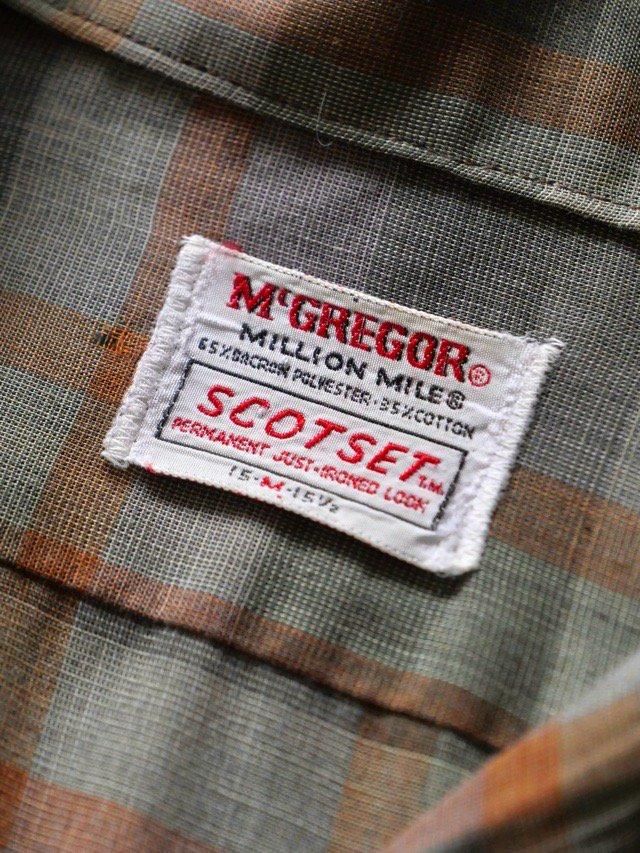 McGREGOR®
MILLION MILE®
65% DACRON POLYESTER · 35% COTTON
SCOTSET T.M.
PERMANENT JUST-IRONED LOOK
15-M-15½